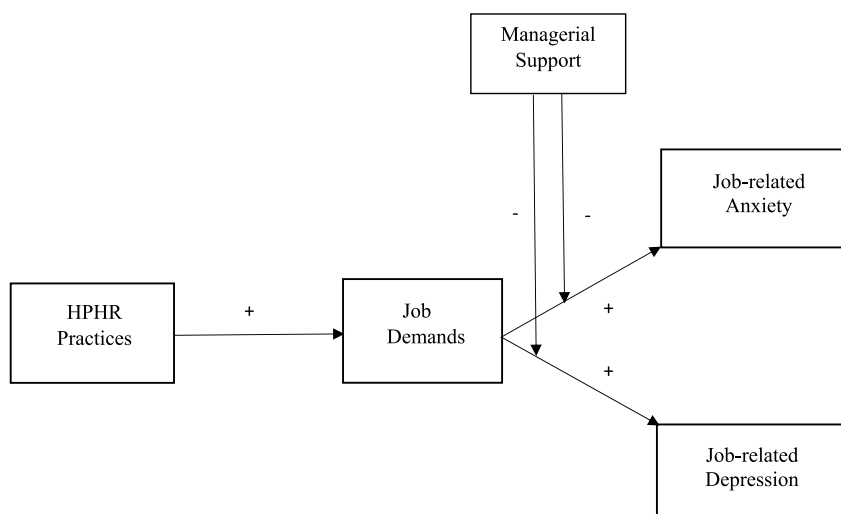 Managerial
Support
Job-related
Anxiety
-
-
HPHR
Practices
+
Job
Demands
+
+
Job-related
Depression